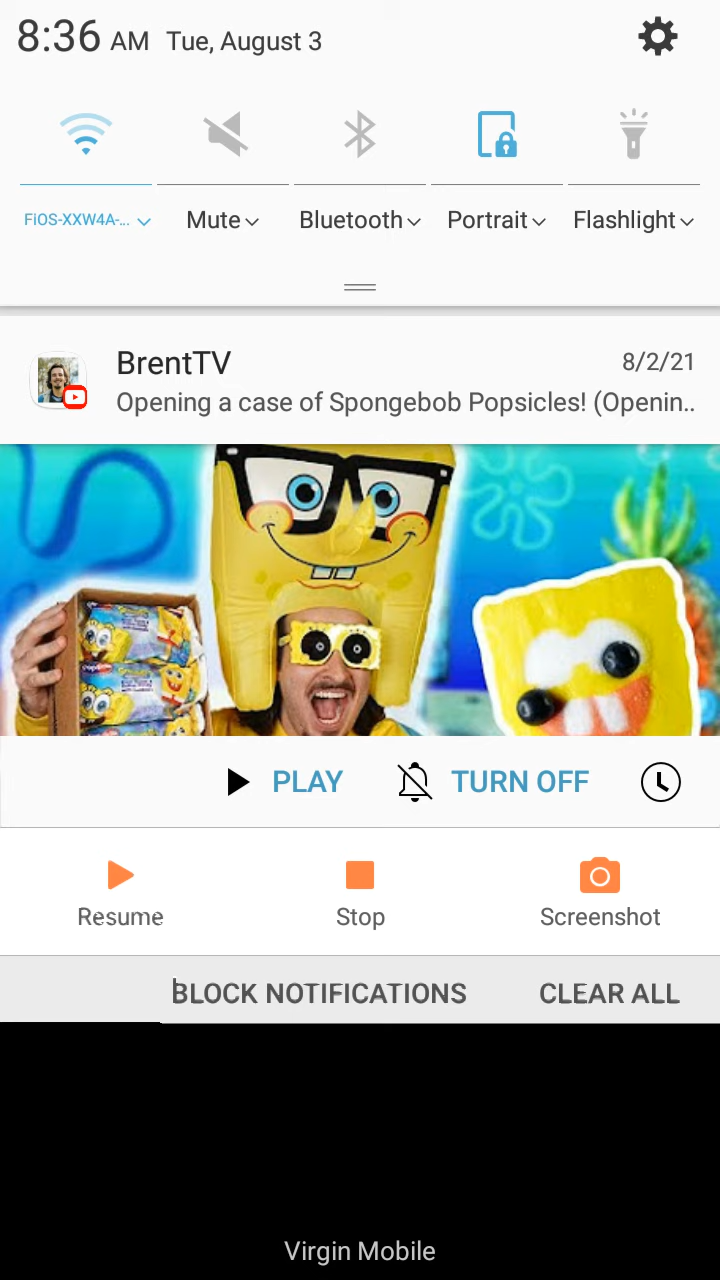 8:36 AM Tue, August 3
FiOS-XXW4A-...
Mute
Bluetooth
Portrait
Flashlight
BrentTV
8/2/21
Opening a case of Spongebob Popsicles! (Openin..
PLAY
TURN OFF
Resume
Stop
Screenshot
BLOCK NOTIFICATIONS
CLEAR ALL
Virgin Mobile